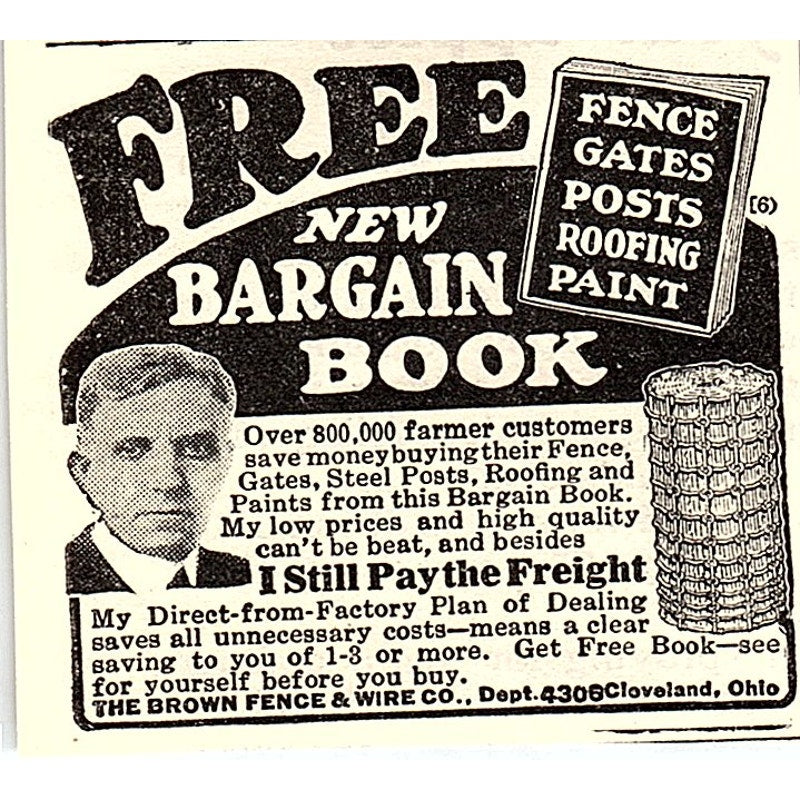 FREE
NEW
BARGAIN
BOOK
FENCE
GATES
POSTS
ROOFING
PAINT
(6)
Over 800,000 farmer customers
save money buying their Fence,
Gates, Steel Posts, Roofing and
Paints from this Bargain Book.
My low prices and high quality
can't be beat, and besides
I Still Pay the Freight
My Direct-from-Factory Plan of Dealing
saves all unnecessary costs—means a clear
saving to you of 1-3 or more. Get Free Book—see
for yourself before you buy.
THE BROWN FENCE & WIRE CO., Dept. 4306 Cleveland, Ohio